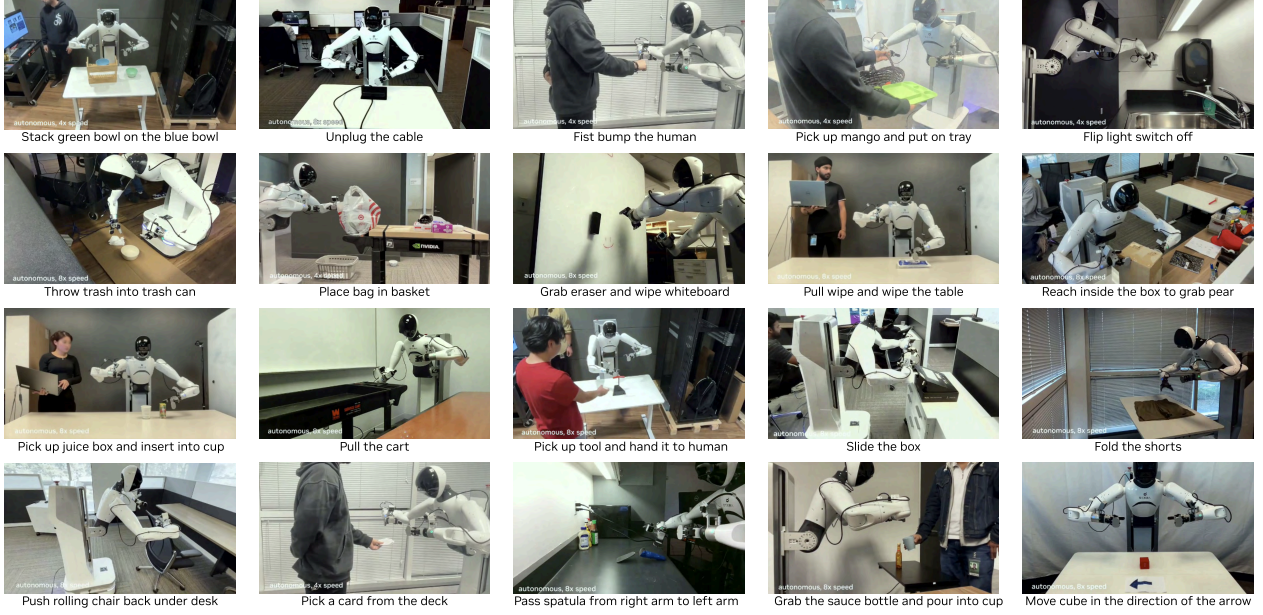 autonomous, 4x speed
Stack green bowl on the blue bowl
autonomous, 8x speed
Unplug the cable
autonomous, 4x speed
Fist bump the human
autonomous, 4x speed
Pick up mango and put on tray
autonomous, 4x speed
Flip light switch off
autonomous, 8x speed
Throw trash into trash can
autonomous, 4x speed
NVIDIA.
Place bag in basket
autonomous, 8x speed
Grab eraser and wipe whiteboard
autonomous, 8x speed
Pull wipe and wipe the table
autonomous, 8x speed
Reach inside the box to grab pear
autonomous, 8x speed
Pick up juice box and insert into cup
autonomous, 8x speed
Pull the cart
autonomous, 8x speed
Pick up tool and hand it to human
autonomous, 8x speed
Slide the box
autonomous, 8x speed
Fold the shorts
autonomous, 8x speed
Push rolling chair back under desk
autonomous, 4x speed
Pick a card from the deck
autonomous, 8x speed
Pass spatula from right arm to left arm
autonomous, 8x speed
Grab the sauce bottle and pour into cup
autonomous, 8x speed
Move cube in the direction of the arrow